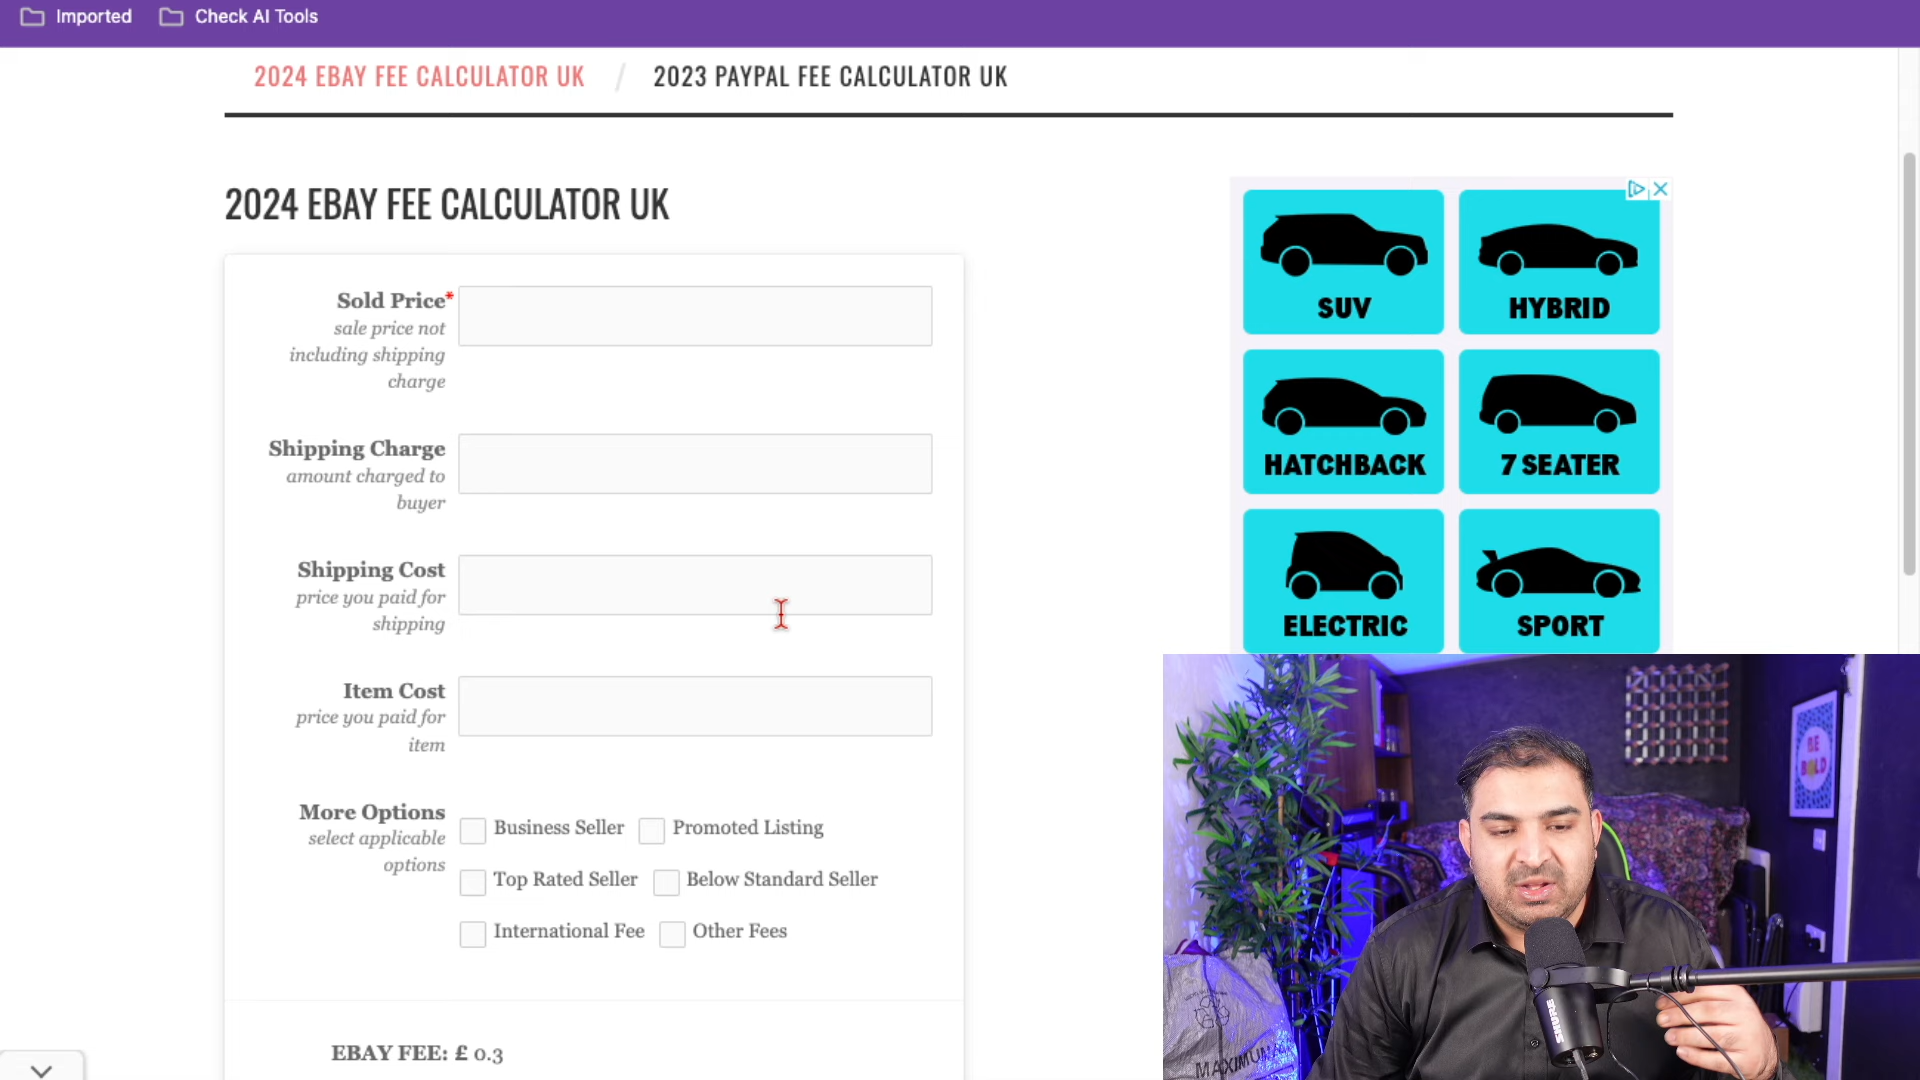 Imported
Check AI Tools
2024 EBAY FEE CALCULATOR UK / 2023 PAYPAL FEE CALCULATOR UK
2024 EBAY FEE CALCULATOR UK
Sold Price*
sale price not
including shipping
charge
Shipping Charge
amount charged to
buyer
Shipping Cost
price you paid for
shipping
Item Cost
price you paid for
item
More Options
select applicable
options
Business Seller
Promoted Listing
Top Rated Seller
Below Standard Seller
International Fee
Other Fees
EBAY FEE: £ 0.3
SUV
HYBRID
HATCHBACK
7 SEATER
ELECTRIC
SPORT
BE
BOLD
SHURE
MAXIMUM